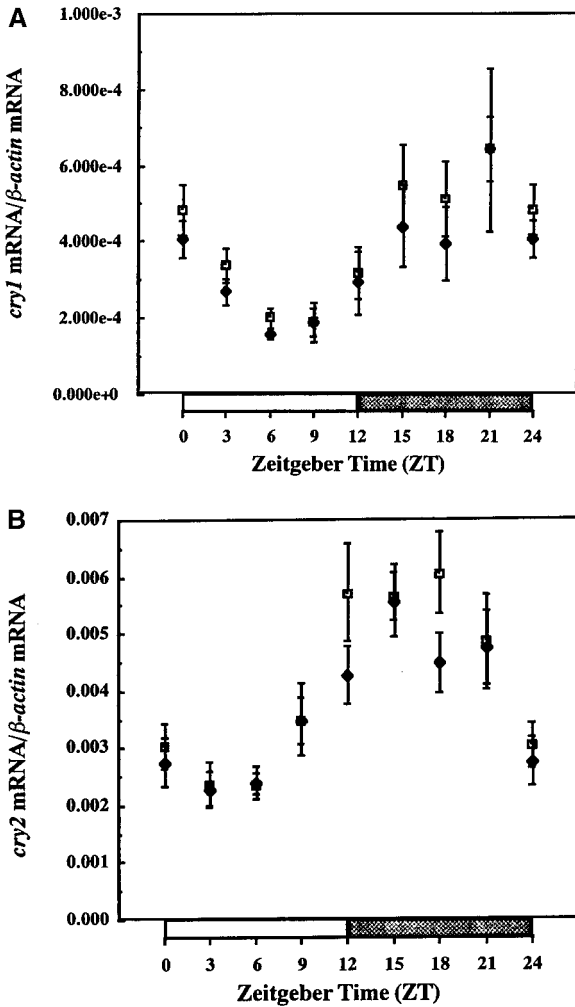 A
1.000e-3
8.000e-4
6.000e-4
4.000e-4
2.000e-4
0.000e+0
cry1 mRNA/β-actin mRNA
0 3 6 9 12 15 18 21 24
Zeitgeber Time (ZT)
B
0.007
0.006
0.005
0.004
0.003
0.002
0.001
0.000
cry2 mRNA/β-actin mRNA
0 3 6 9 12 15 18 21 24
Zeitgeber Time (ZT)